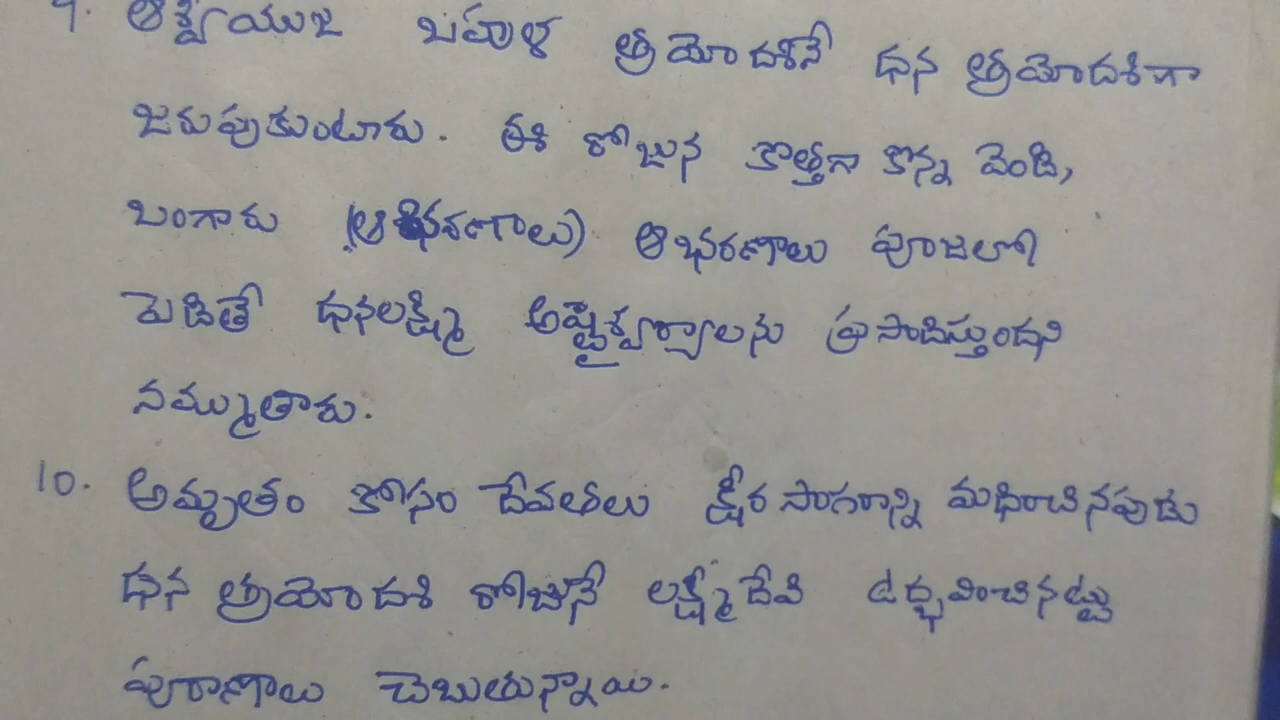 9. ఆశ్వయుజ బహుళ త్రయోదశినే ధన త్రయోదశిగా
జరుపుకుంటారు. ఈ రోజున కొత్తగా కొన్న వెండి,
బంగారు (ఆభరణాలు) ఆభరణాలు పూజలో
పెడితే ధనలక్ష్మి అష్టైశ్వర్యాలను ప్రసాదిస్తుందని
నమ్ముతారు.
10. అమృతం కోసం దేవతలు క్షీర సాగరాన్ని మధించినపుడు
ధన త్రయోదశి రోజునే లక్ష్మీదేవి ఉద్భవించినట్టు
పురాణాలు చెబుతున్నాయి.